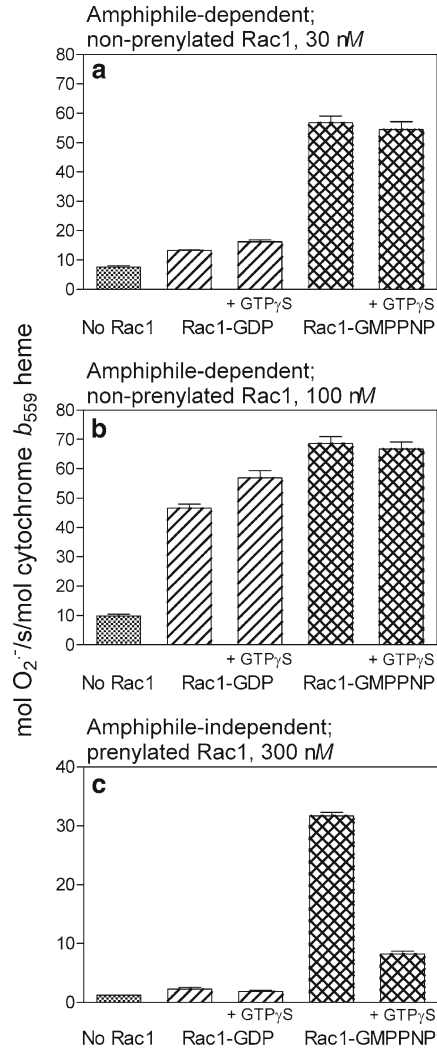 Amphiphile-dependent;
non-prenylated Rac1, 30 nM
a
80
70
60
50
40
30
20
10
0
+ GTPγS
+ GTPγS
No Rac1 Rac1-GDP Rac1-GMPPNP
Amphiphile-dependent;
non-prenylated Rac1, 100 nM
b
80
70
60
50
40
30
20
10
0
+ GTPγS
+ GTPγS
No Rac1 Rac1-GDP Rac1-GMPPNP
Amphiphile-independent;
prenylated Rac1, 300 nM
c
40
30
20
10
0
+ GTPγS
+ GTPγS
No Rac1 Rac1-GDP Rac1-GMPPNP
mol O₂·⁻/s/mol cytochrome b₅₅₉ heme